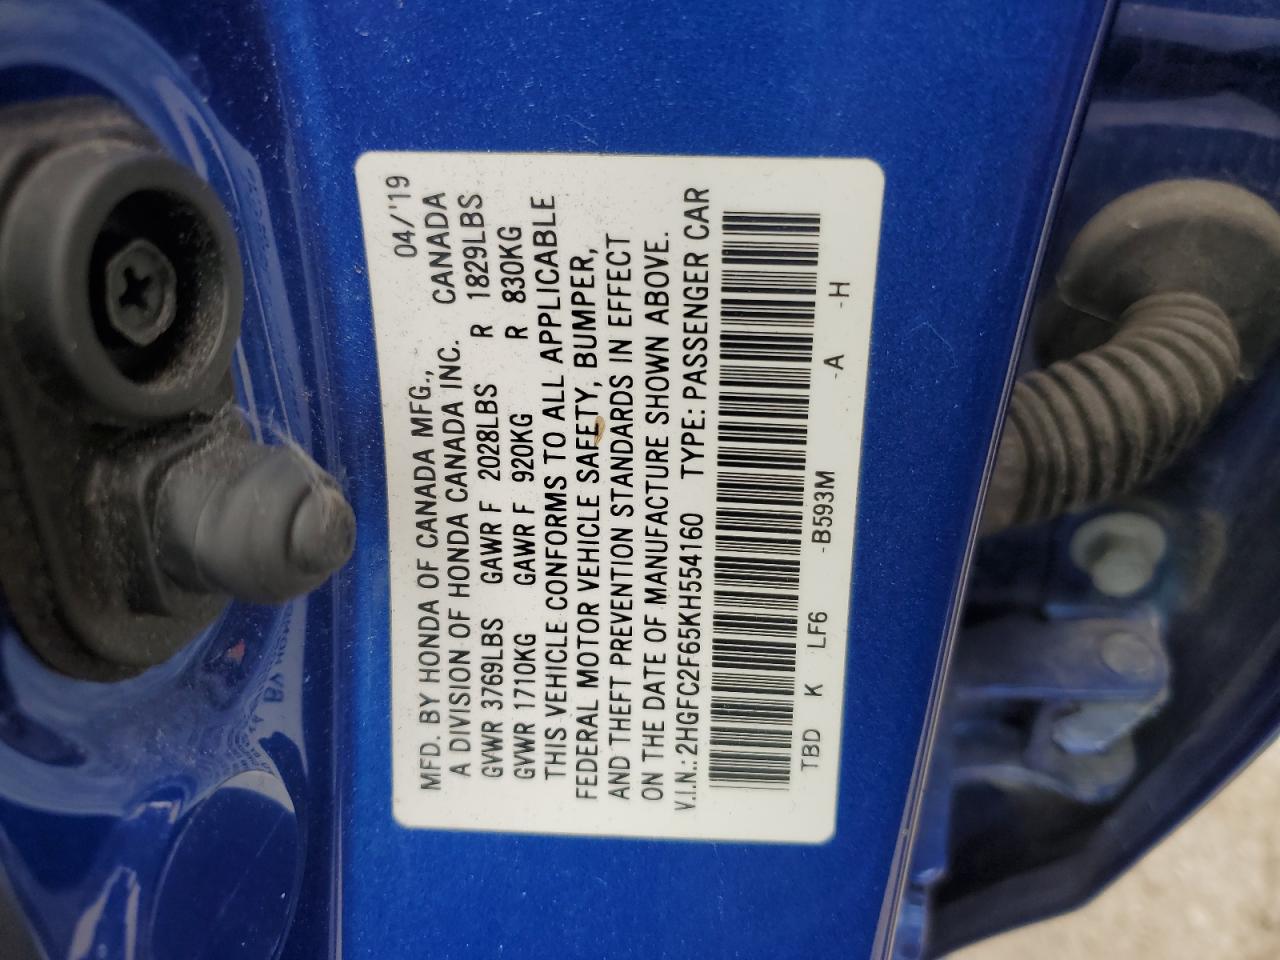 04/'19
MFD. BY HONDA OF CANADA MFG.,
A DIVISION OF HONDA CANADA INC. CANADA
GVWR 3769LBS GAWR F 2028LBS R 1829LBS
GVWR 1710KG GAWR F 920KG R 830KG
THIS VEHICLE CONFORMS TO ALL APPLICABLE
FEDERAL MOTOR VEHICLE SAFETY, BUMPER,
AND THEFT PREVENTION STANDARDS IN EFFECT
ON THE DATE OF MANUFACTURE SHOWN ABOVE.
V.I.N.: 2HGFC2F65KH554160 TYPE: PASSENGER CAR
TBD K LF6 -B593M -A -H